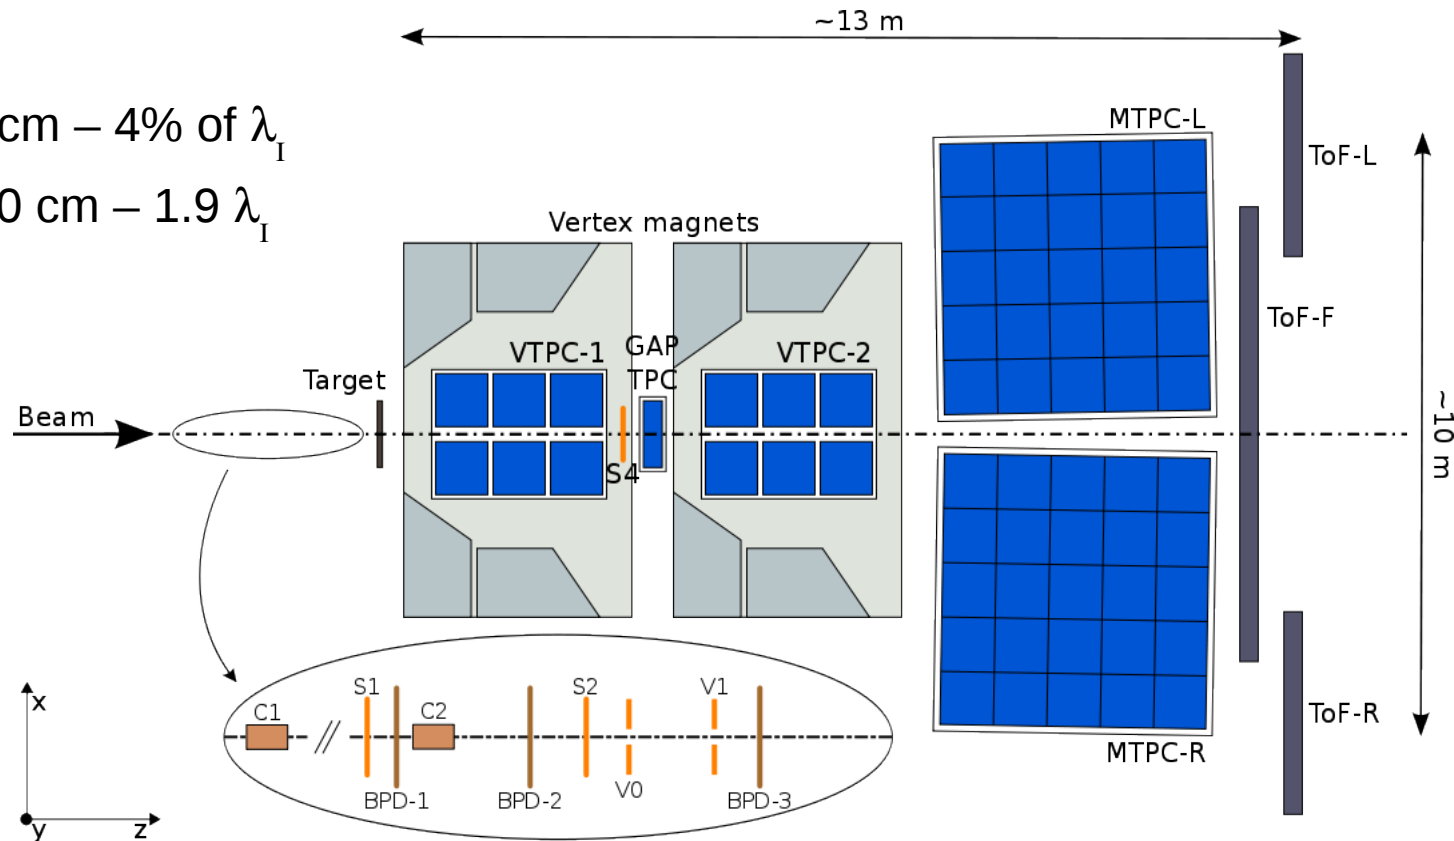 ~13 m
cm – 4% of λI
0 cm – 1.9 λI
MTPC-L
ToF-L
Vertex magnets
ToF-F
VTPC-1
GAP
TPC
VTPC-2
Target
Beam
S4
~10 m
S1
S2
V1
C1
C2
V0
BPD-1
BPD-2
BPD-3
MTPC-R
ToF-R
x
y
z